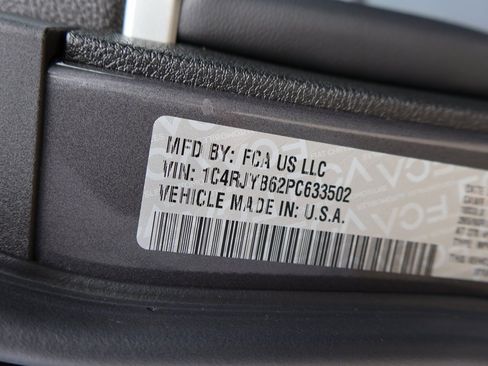 MFD BY: FCA US LLC
VIN: 1C4RJYB62PC633502
VEHICLE MADE IN: U.S.A.